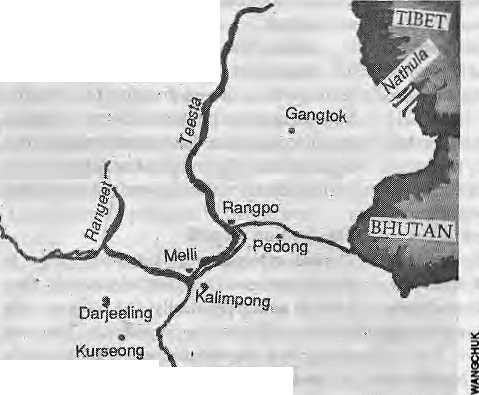 TIBET
Nathula
Teesta
Gangtok
Rangeet
Rangpo
BHUTAN
Pedong
Melli
Kalimpong
Darjeeling
Kurseong
WANGCHUK